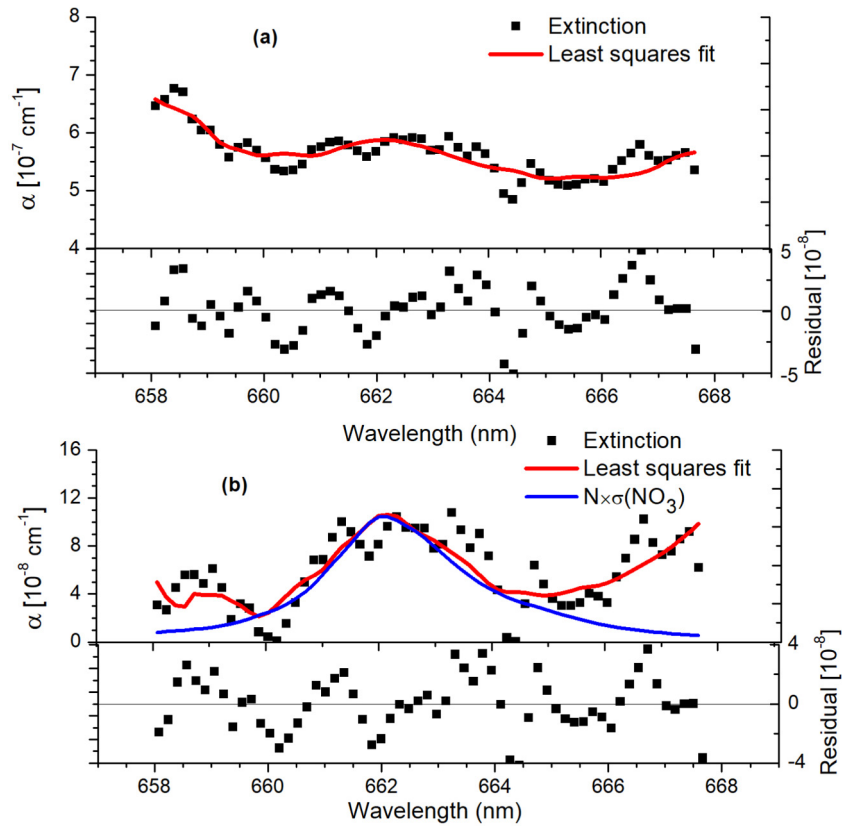 (a)
Extinction
Least squares fit
8
7
6
5
4
α [10⁻⁷ cm⁻¹]
5
0
-5
Residual [10⁻⁸]
658 660 662 664 666 668
Wavelength (nm)
(b)
Extinction
Least squares fit
N×σ(NO₃)
16
12
8
4
0
α [10⁻⁸ cm⁻¹]
4
0
-4
Residual [10⁻⁸]
658 660 662 664 666 668
Wavelength (nm)